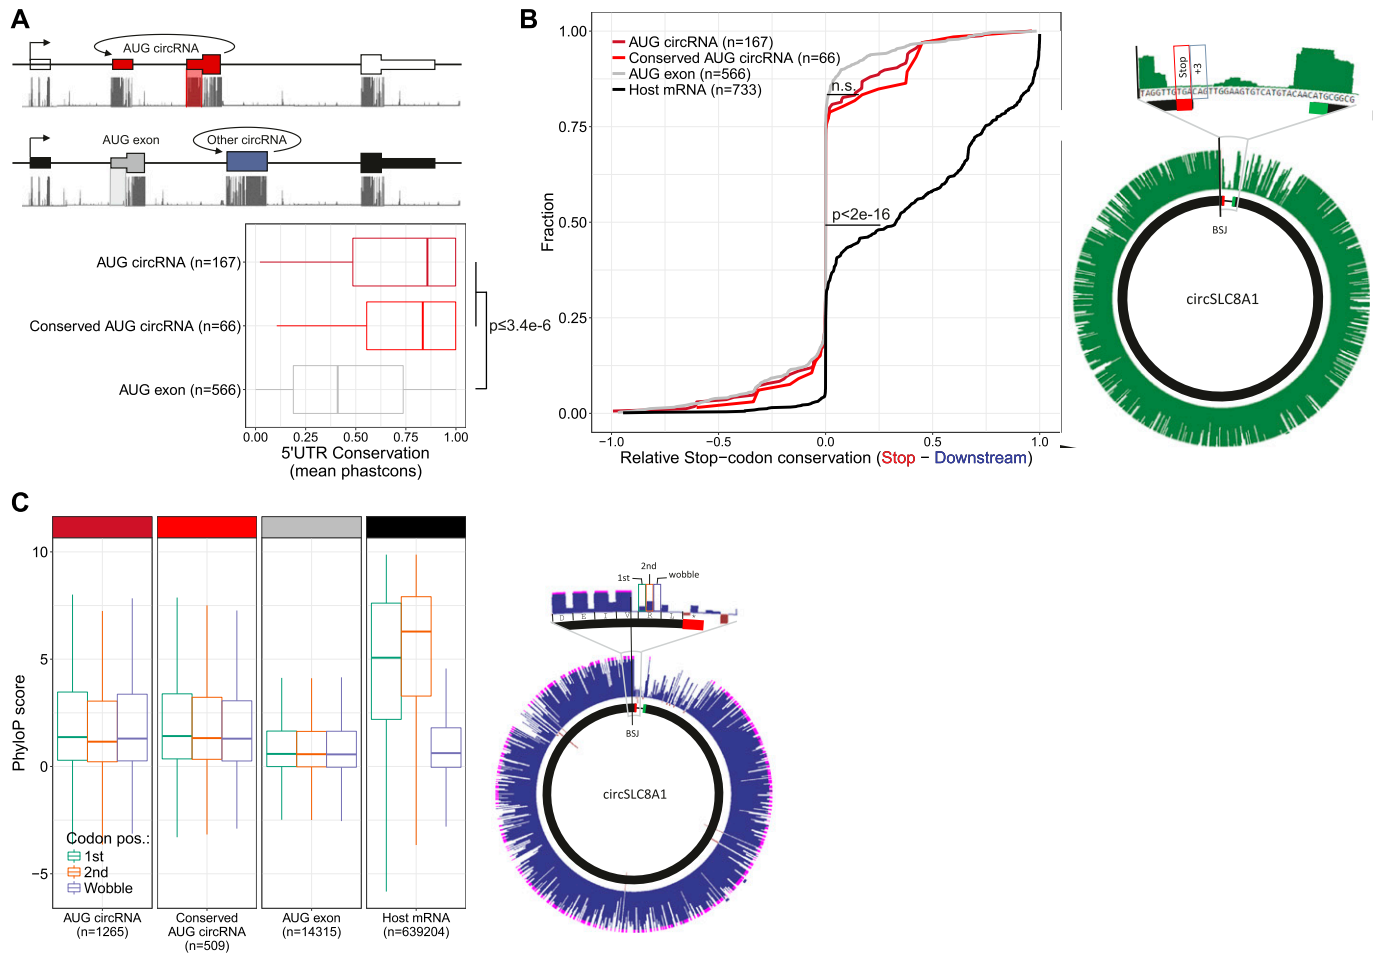 A
AUG circRNA
AUG exon
Other circRNA
AUG circRNA (n=167)
Conserved AUG circRNA (n=66)
AUG exon (n=566)
p≤3.4e-6
0.00 0.25 0.50 0.75 1.00
5'UTR Conservation
(mean phastcons)
B
1.00
0.75
0.50
0.25
0.00
Fraction
AUG circRNA (n=167)
Conserved AUG circRNA (n=66)
AUG exon (n=566)
Host mRNA (n=733)
n.s.
p<2e-16
−1.0 −0.5 0.0 0.5 1.0
Relative Stop−codon conservation (Stop − Downstream)
Stop
+3
TAGGTTGTGACAGTTGGAAGTGTCATGTACAACATGCGGCG
BSJ
circSLC8A1
C
10
5
0
−5
PhyloP score
Codon pos.:
1st
2nd
Wobble
AUG circRNA
(n=1265)
Conserved
AUG circRNA
(n=509)
AUG exon
(n=14315)
Host mRNA
(n=639204)
2nd
1st
wobble
D E I V R L *
BSJ
circSLC8A1